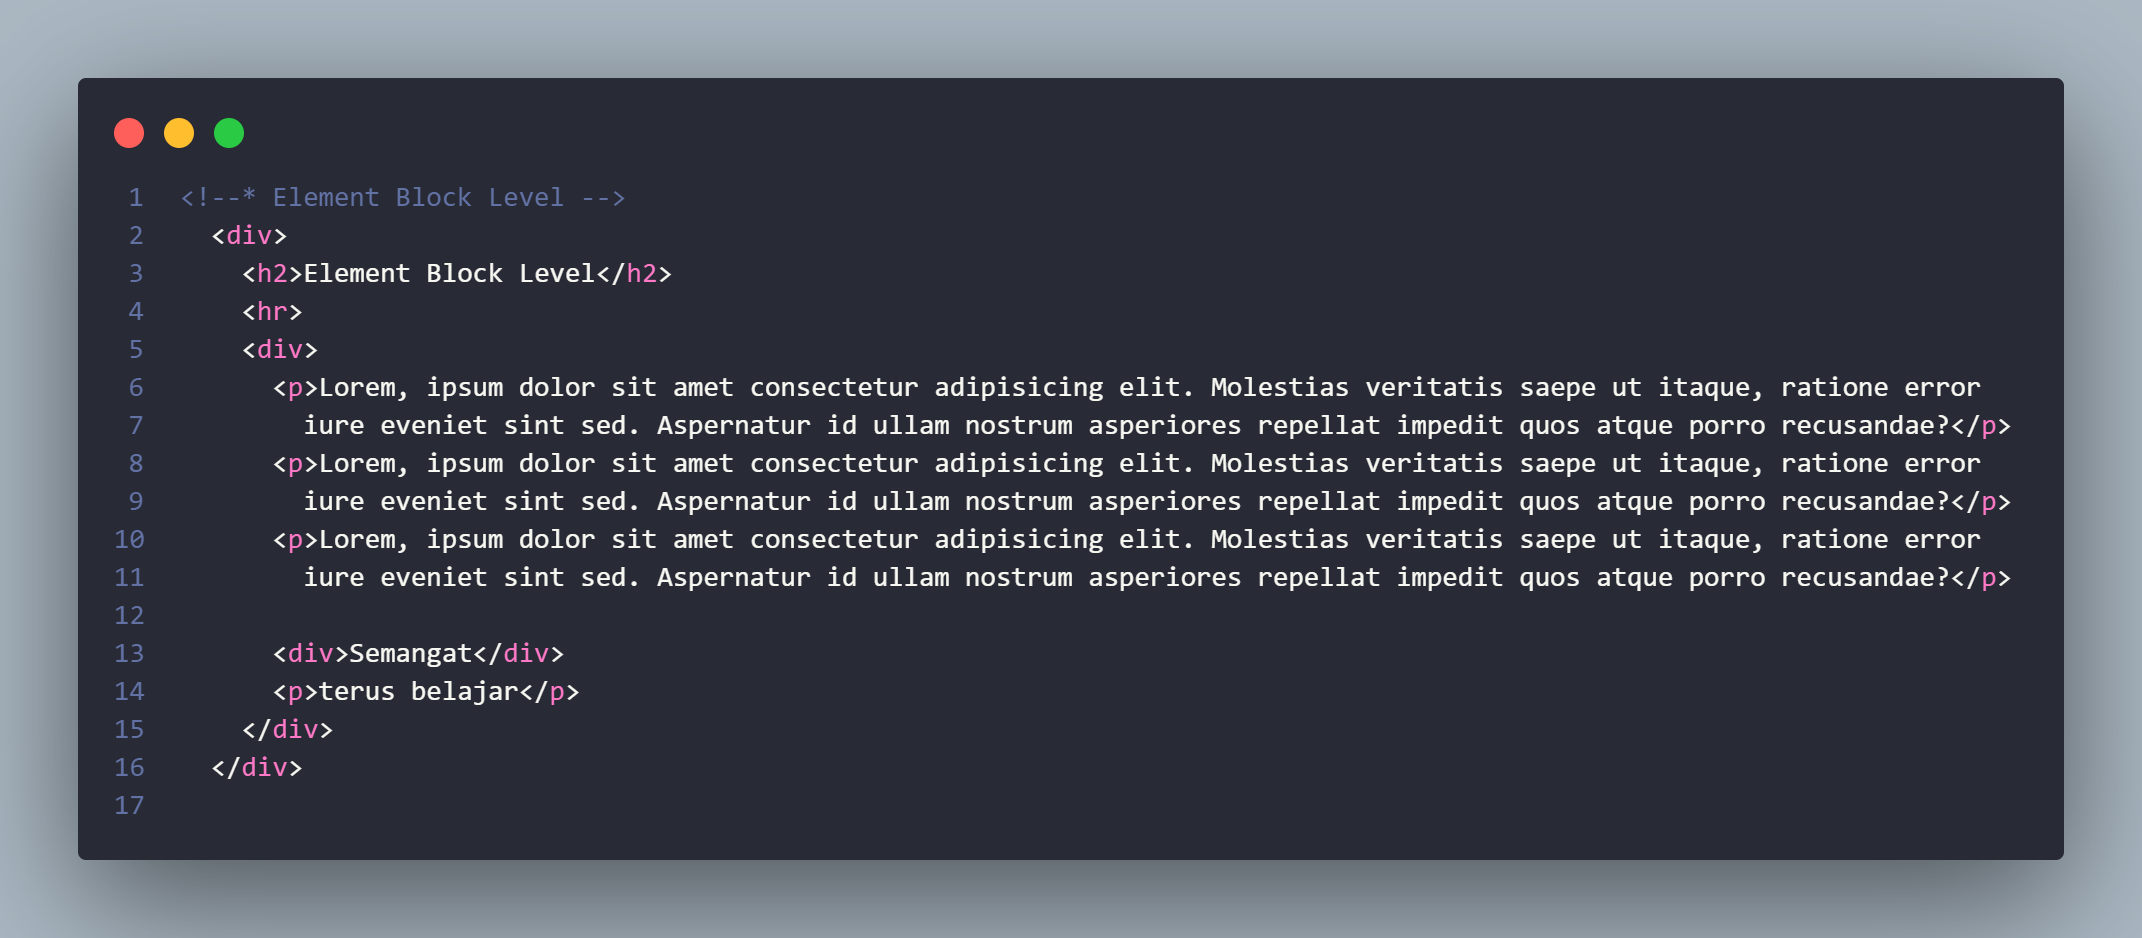 1 <!--* Element Block Level -->
2 <div>
3 <h2>Element Block Level</h2>
4 <hr>
5 <div>
6 <p>Lorem, ipsum dolor sit amet consectetur adipisicing elit. Molestias veritatis saepe ut itaque, ratione error
7 iure eveniet sint sed. Aspernatur id ullam nostrum asperiores repellat impedit quos atque porro recusandae?</p>
8 <p>Lorem, ipsum dolor sit amet consectetur adipisicing elit. Molestias veritatis saepe ut itaque, ratione error
9 iure eveniet sint sed. Aspernatur id ullam nostrum asperiores repellat impedit quos atque porro recusandae?</p>
10 <p>Lorem, ipsum dolor sit amet consectetur adipisicing elit. Molestias veritatis saepe ut itaque, ratione error
11 iure eveniet sint sed. Aspernatur id ullam nostrum asperiores repellat impedit quos atque porro recusandae?</p>
12
13 <div>Semangat</div>
14 <p>terus belajar</p>
15 </div>
16 </div>
17